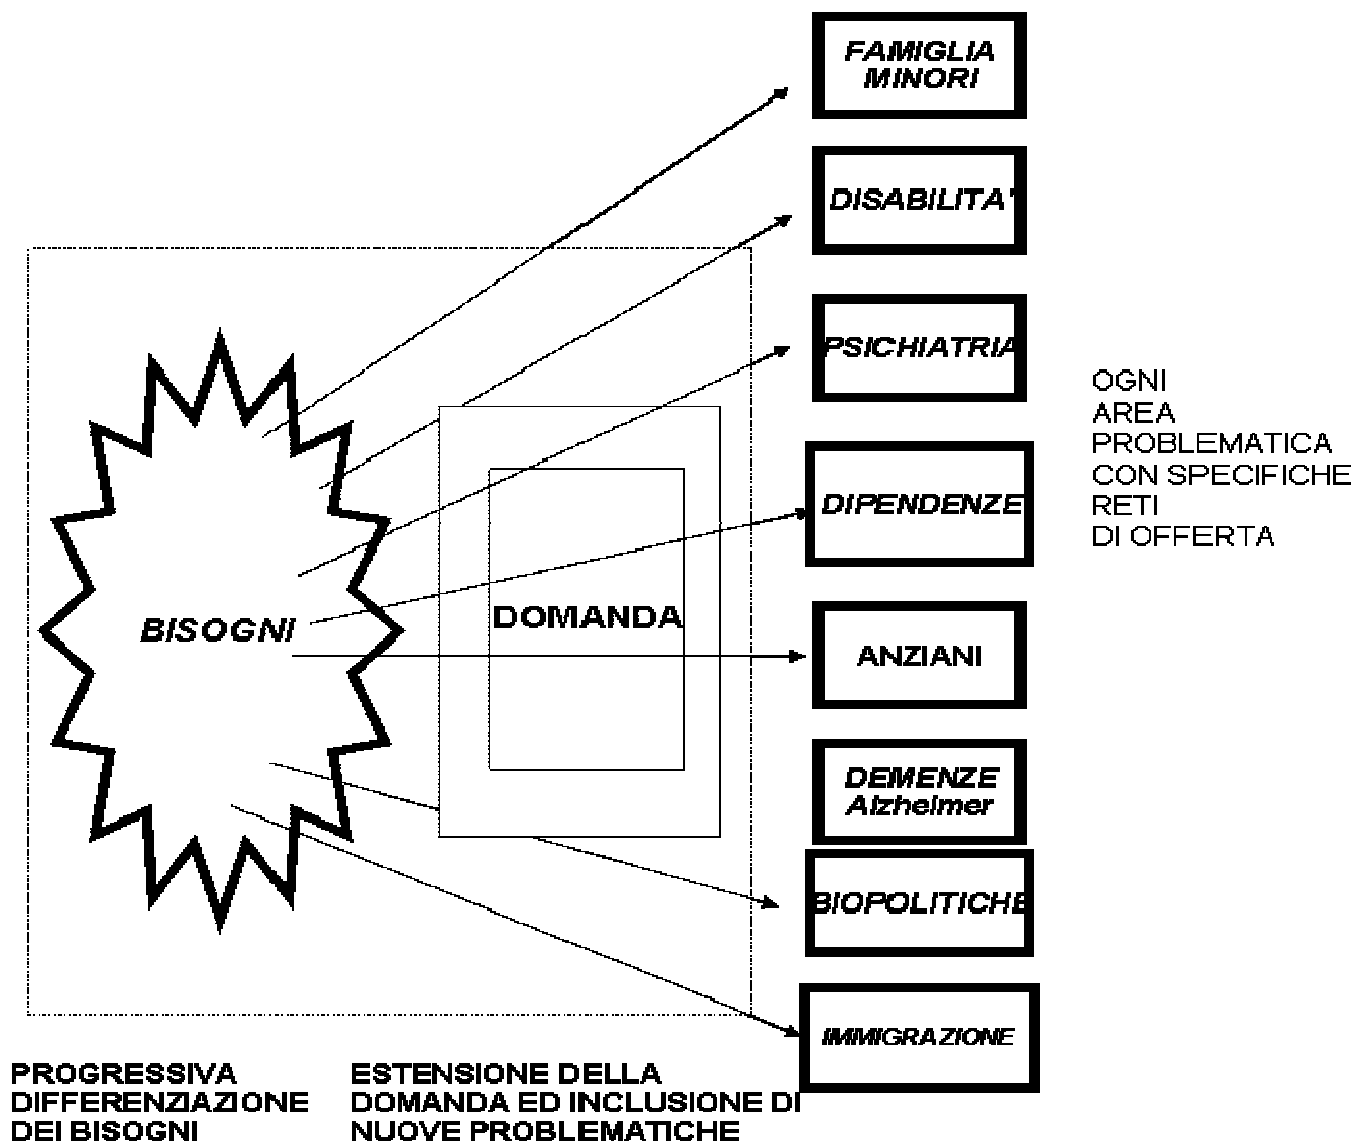 FAMIGLIA
MINORI
DISABILITA'
PSICHIATRIA
OGNI
AREA
PROBLEMATICA
CON SPECIFICHE
RETI
DI OFFERTA
DIPENDENZE
BISOGNI
DOMANDA
ANZIANI
DEMENZE
Alzheimer
BIOPOLITICHE
IMMIGRAZIONE
PROGRESSIVA
DIFFERENZIAZIONE
DEI BISOGNI
ESTENSIONE DELLA
DOMANDA ED INCLUSIONE DI
NUOVE PROBLEMATICHE